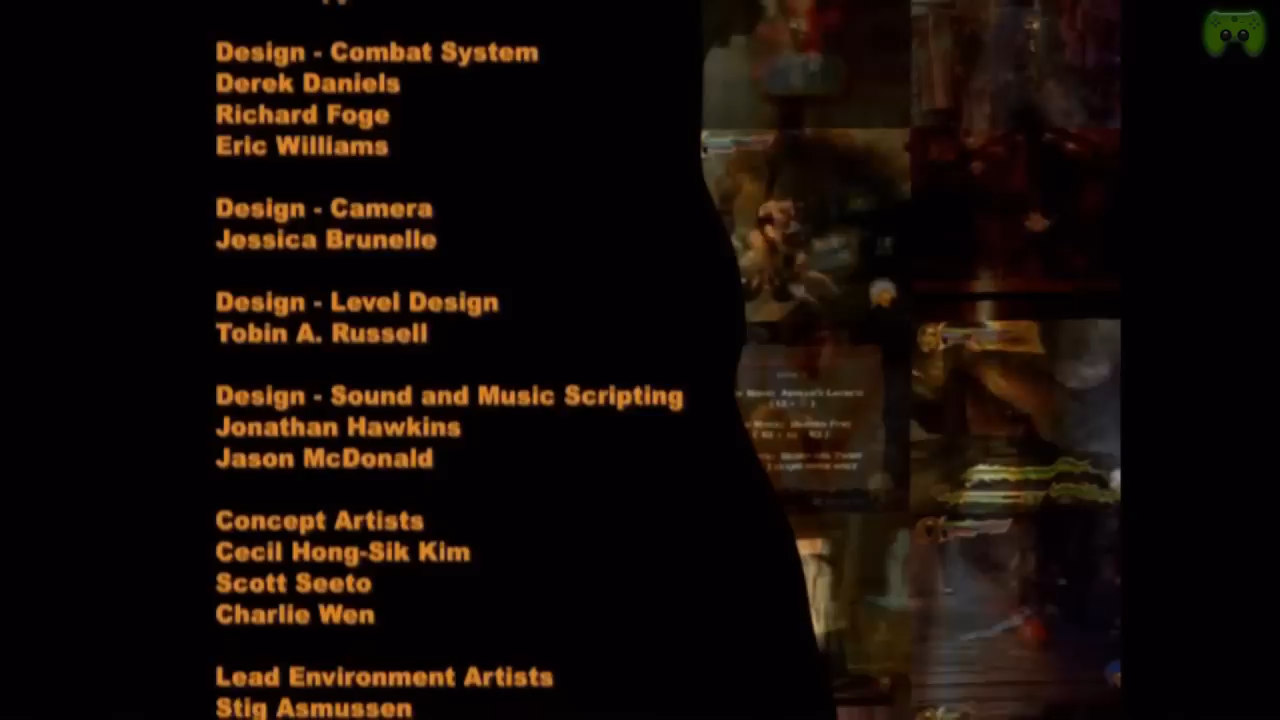 Design - Combat System
Derek Daniels
Richard Foge
Eric Williams
Design - Camera
Jessica Brunelle
Design - Level Design
Tobin A. Russell
Design - Sound and Music Scripting
Jonathan Hawkins
Jason McDonald
Concept Artists
Cecil Hong-Sik Kim
Scott Seeto
Charlie Wen
Lead Environment Artists
Stig Asmussen